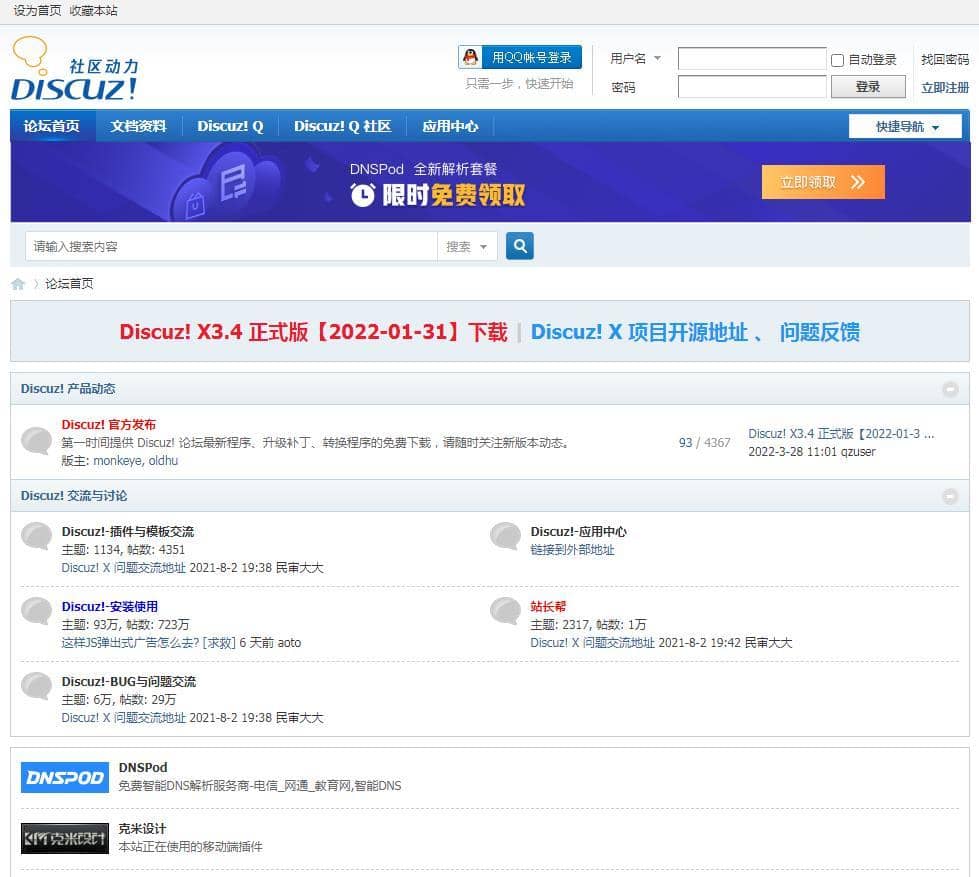 设为首页 收藏本站
社区动力
DISCUZ!
用QQ帐号登录
只需一步，快速开始
用户名
自动登录
找回密码
密码
登录
立即注册
论坛首页 文档资料 Discuz! Q Discuz! Q 社区 应用中心
快捷导航
DNSPod 全新解析套餐
限时免费领取
立即领取
请输入搜索内容
搜索
论坛首页
Discuz! X3.4 正式版【2022-01-31】下载 | Discuz! X 项目开源地址 、 问题反馈
Discuz! 产品动态
Discuz! 官方发布
第一时间提供 Discuz! 论坛最新程序、升级补丁、转换程序的免费下载，请随时关注新版本动态。
版主: monkeye, oldhu
93 / 4367
Discuz! X3.4 正式版【2022-01-3 ...
2022-3-28 11:01 qzuser
Discuz! 交流与讨论
Discuz!-插件与模板交流
主题: 1134, 帖数: 4351
Discuz! X 问题交流地址 2021-8-2 19:38 民审大大
Discuz!-应用中心
链接到外部地址
Discuz!-安装使用
主题: 93万, 帖数: 723万
这样JS弹出式广告怎么去? [求救] 6 天前 aoto
站长帮
主题: 2317, 帖数: 1万
Discuz! X 问题交流地址 2021-8-2 19:42 民审大大
Discuz!-BUG与问题交流
主题: 6万, 帖数: 29万
Discuz! X 问题交流地址 2021-8-2 19:38 民审大大
DNSPOD
DNSPod
免费智能DNS解析服务商-电信_网通_教育网,智能DNS
克米设计
克米设计
本站正在使用的移动端插件